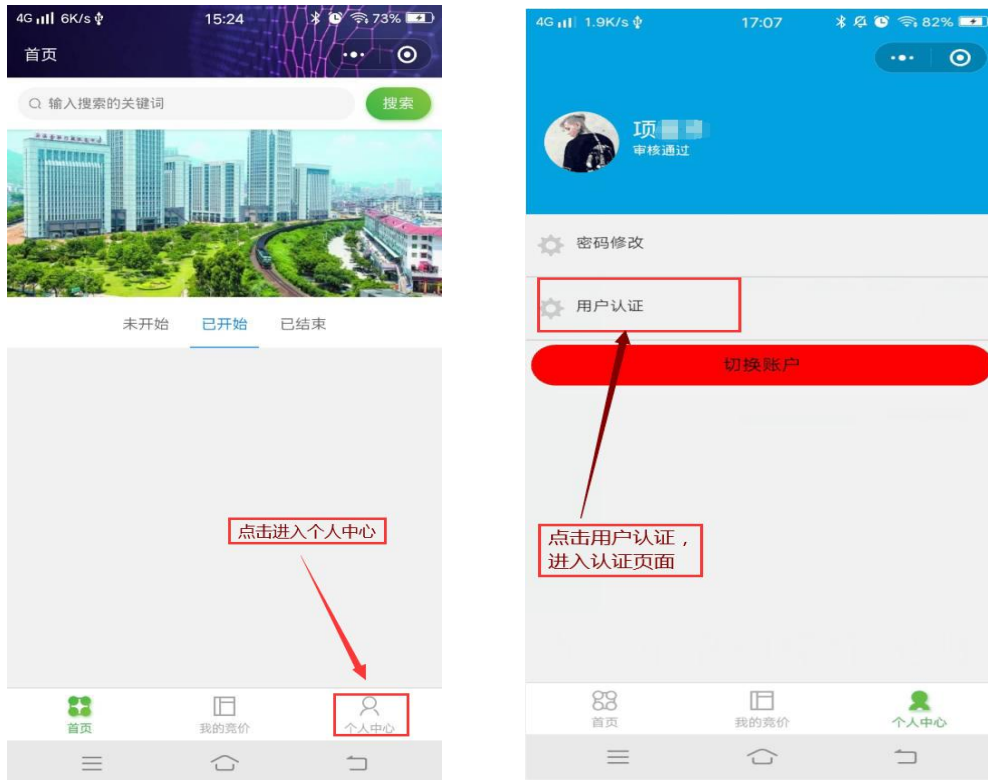 4G 6K/s 15:24 73%
首页
输入搜索的关键词 搜索
未开始 已开始 已结束
点击进入个人中心
首页 我的竞价 个人中心
4G 1.9K/s 17:07 82%
项
审核通过
密码修改
用户认证
切换账户
点击用户认证，
进入认证页面
首页 我的竞价 个人中心